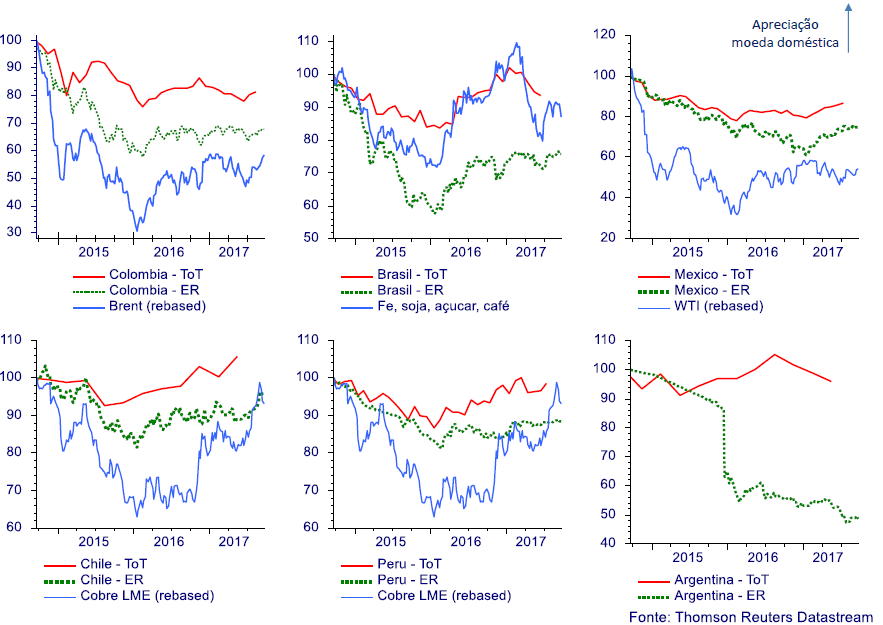 Apreciação
moeda doméstica
100
90
80
70
60
50
40
30
2015 2016 2017
Colombia - ToT
Colombia - ER
Brent (rebased)
110
100
90
80
70
60
50
2015 2016 2017
Brasil - ToT
Brasil - ER
Fe, soja, açucar, café
120
100
80
60
40
20
2015 2016 2017
Mexico - ToT
Mexico - ER
WTI (rebased)
110
100
90
80
70
60
2015 2016 2017
Chile - ToT
Chile - ER
Cobre LME (rebased)
110
100
90
80
70
60
2015 2016 2017
Peru - ToT
Peru - ER
Cobre LME (rebased)
110
100
90
80
70
60
50
40
2015 2016 2017
Argentina - ToT
Argentina - ER
Fonte: Thomson Reuters Datastream